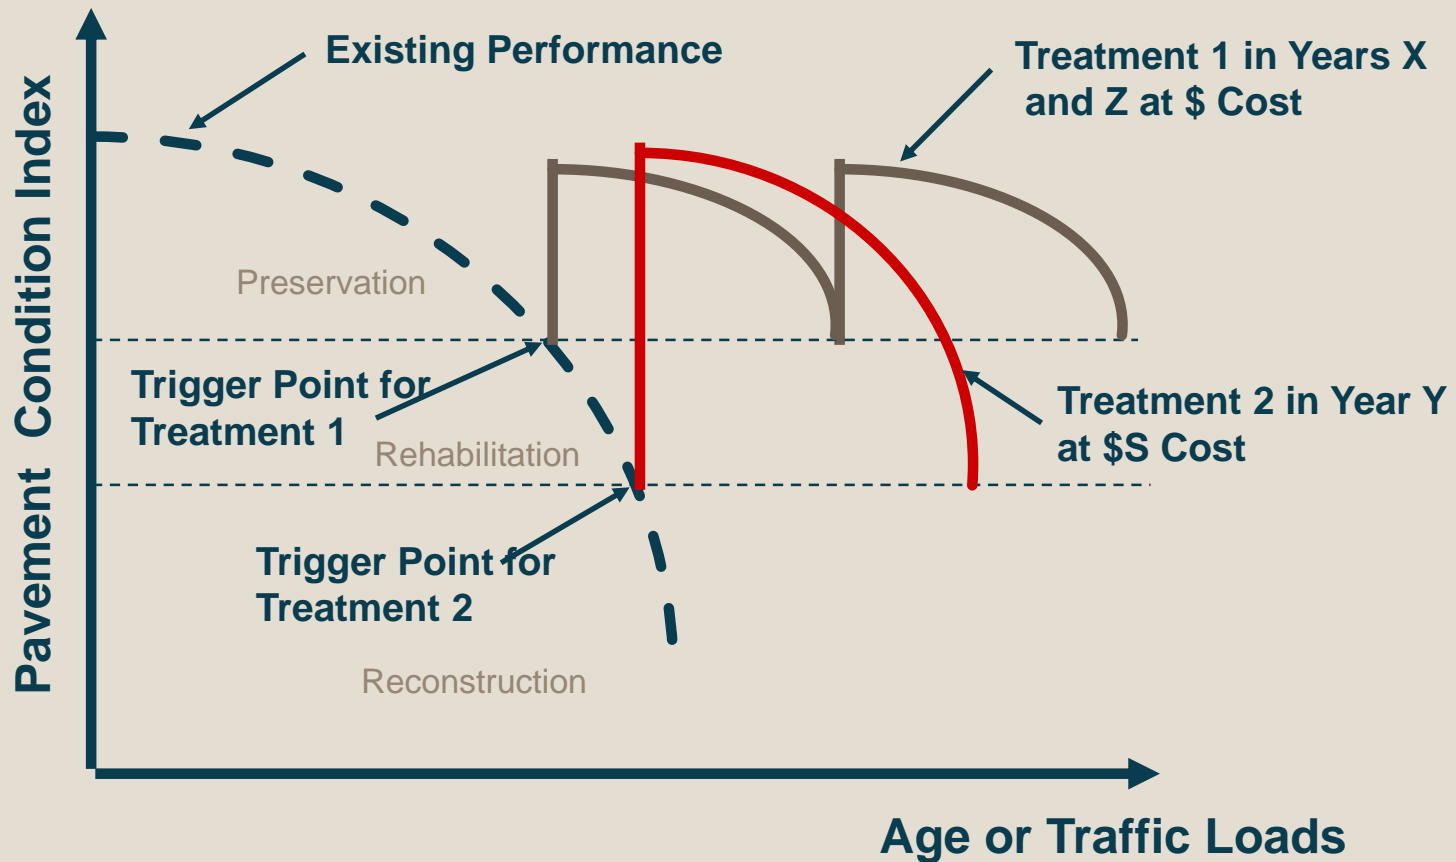 Existing Performance
Treatment 1 in Years X
and Z at $ Cost
Pavement Condition Index
Preservation
Trigger Point for
Treatment 1
Rehabilitation
Treatment 2 in Year Y
at $S Cost
Trigger Point for
Treatment 2
Reconstruction
Age or Traffic Loads